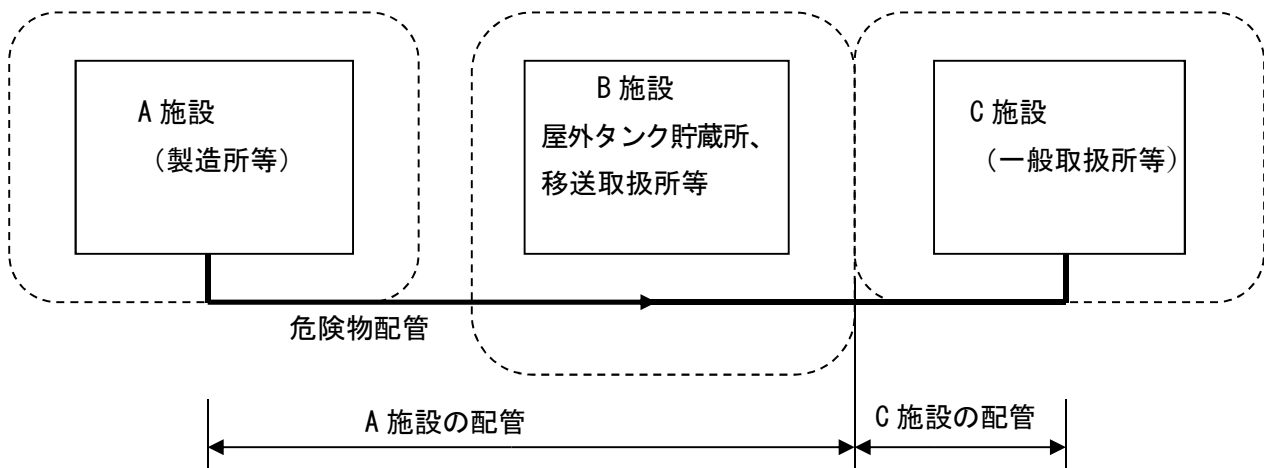 A 施設
（製造所等）
B 施設
屋外タンク貯蔵所、
移送取扱所等
C 施設
（一般取扱所等）
危険物配管
A 施設の配管
C 施設の配管